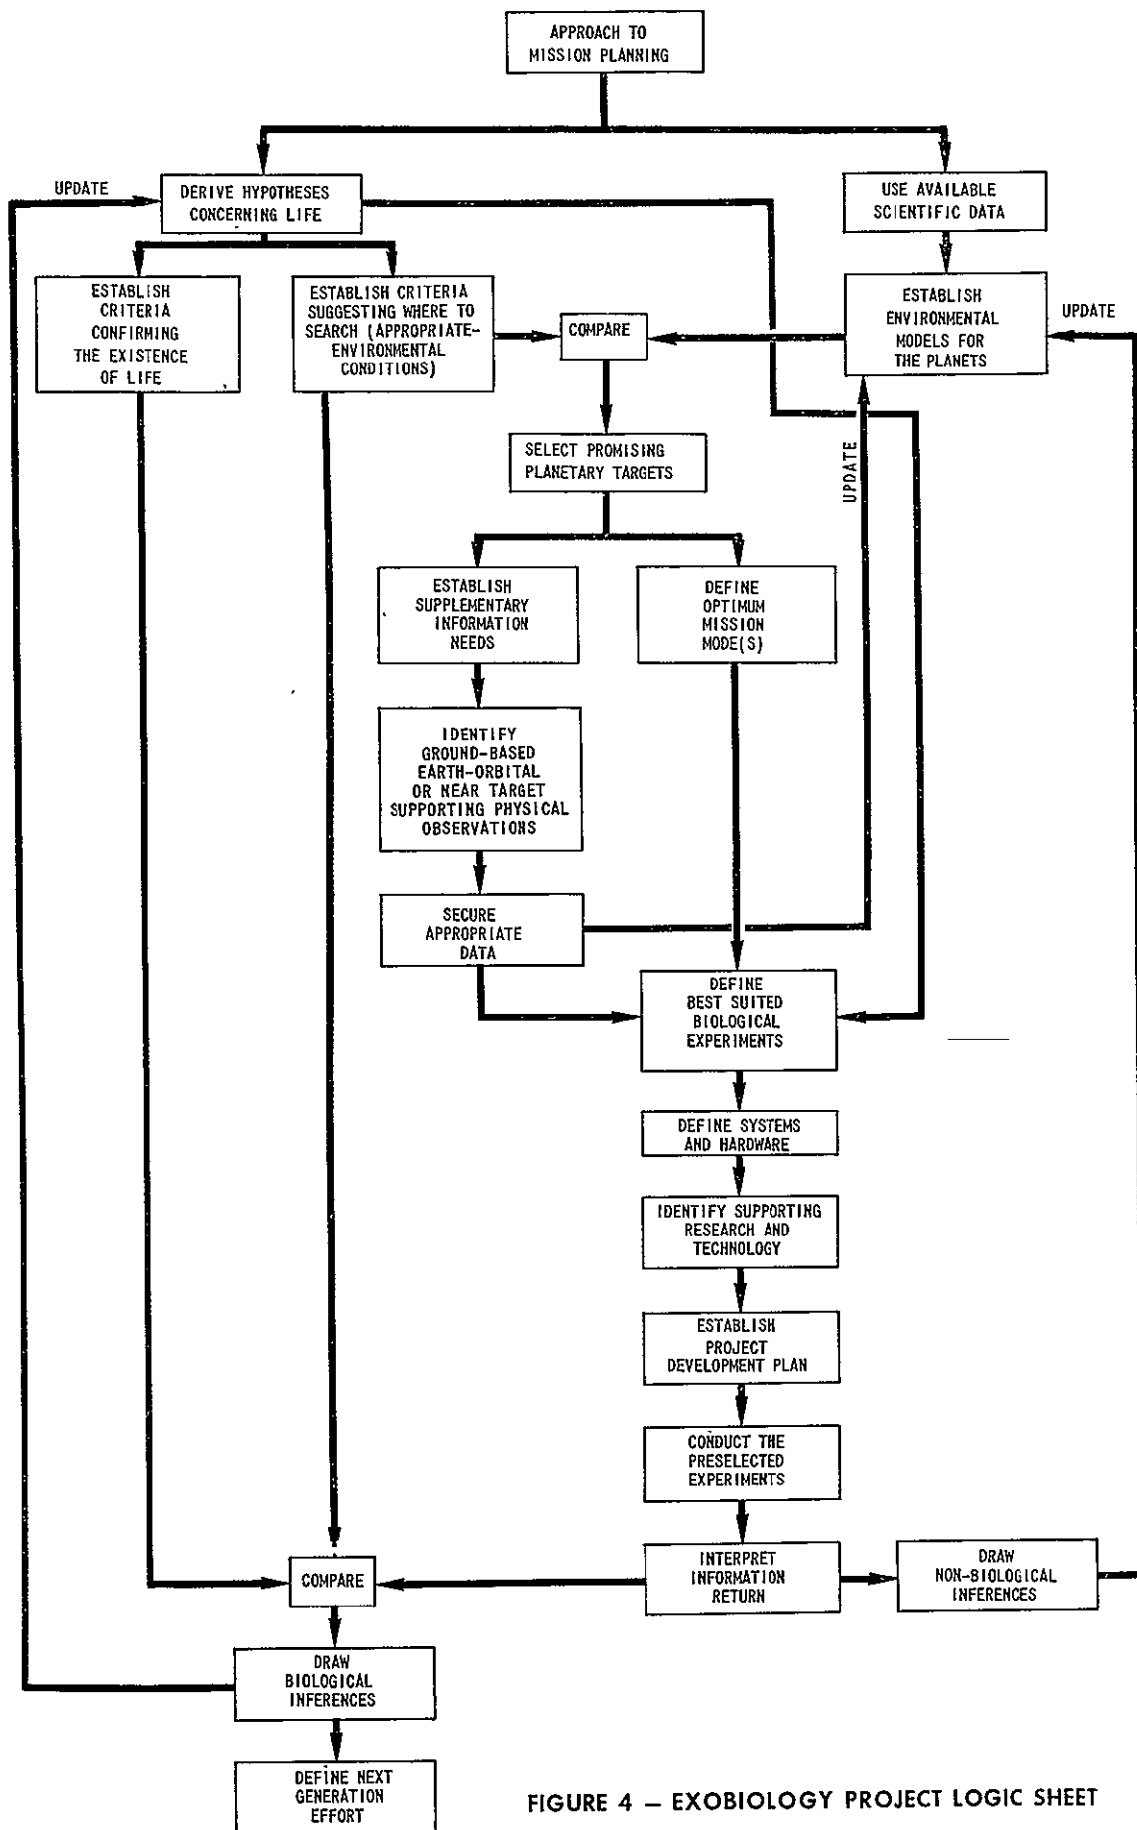 APPROACH TO
MISSION PLANNING
UPDATE
DERIVE HYPOTHESES
CONCERNING LIFE
USE AVAILABLE
SCIENTIFIC DATA
ESTABLISH
CRITERIA
CONFIRMING
THE EXISTENCE
OF LIFE
ESTABLISH CRITERIA
SUGGESTING WHERE TO
SEARCH (APPROPRIATE-
ENVIRONMENTAL
CONDITIONS)
COMPARE
ESTABLISH
ENVIRONMENTAL
MODELS FOR
THE PLANETS
UPDATE
SELECT PROMISING
PLANETARY TARGETS
UPDATE
ESTABLISH
SUPPLEMENTARY
INFORMATION
NEEDS
DEFINE
OPTIMUM
MISSION
MODE(S)
IDENTIFY
GROUND-BASED
EARTH-ORBITAL
OR NEAR TARGET
SUPPORTING PHYSICAL
OBSERVATIONS
SECURE
APPROPRIATE
DATA
DEFINE
BEST SUITED
BIOLOGICAL
EXPERIMENTS
DEFINE SYSTEMS
AND HARDWARE
IDENTIFY SUPPORTING
RESEARCH AND
TECHNOLOGY
ESTABLISH
PROJECT
DEVELOPMENT PLAN
CONDUCT THE
PRESELECTED
EXPERIMENTS
COMPARE
INTERPRET
INFORMATION
RETURN
DRAW
NON-BIOLOGICAL
INFERENCES
DRAW
BIOLOGICAL
INFERENCES
DEFINE NEXT
GENERATION
EFFORT
FIGURE 4 — EXOBIOLOGY PROJECT LOGIC SHEET